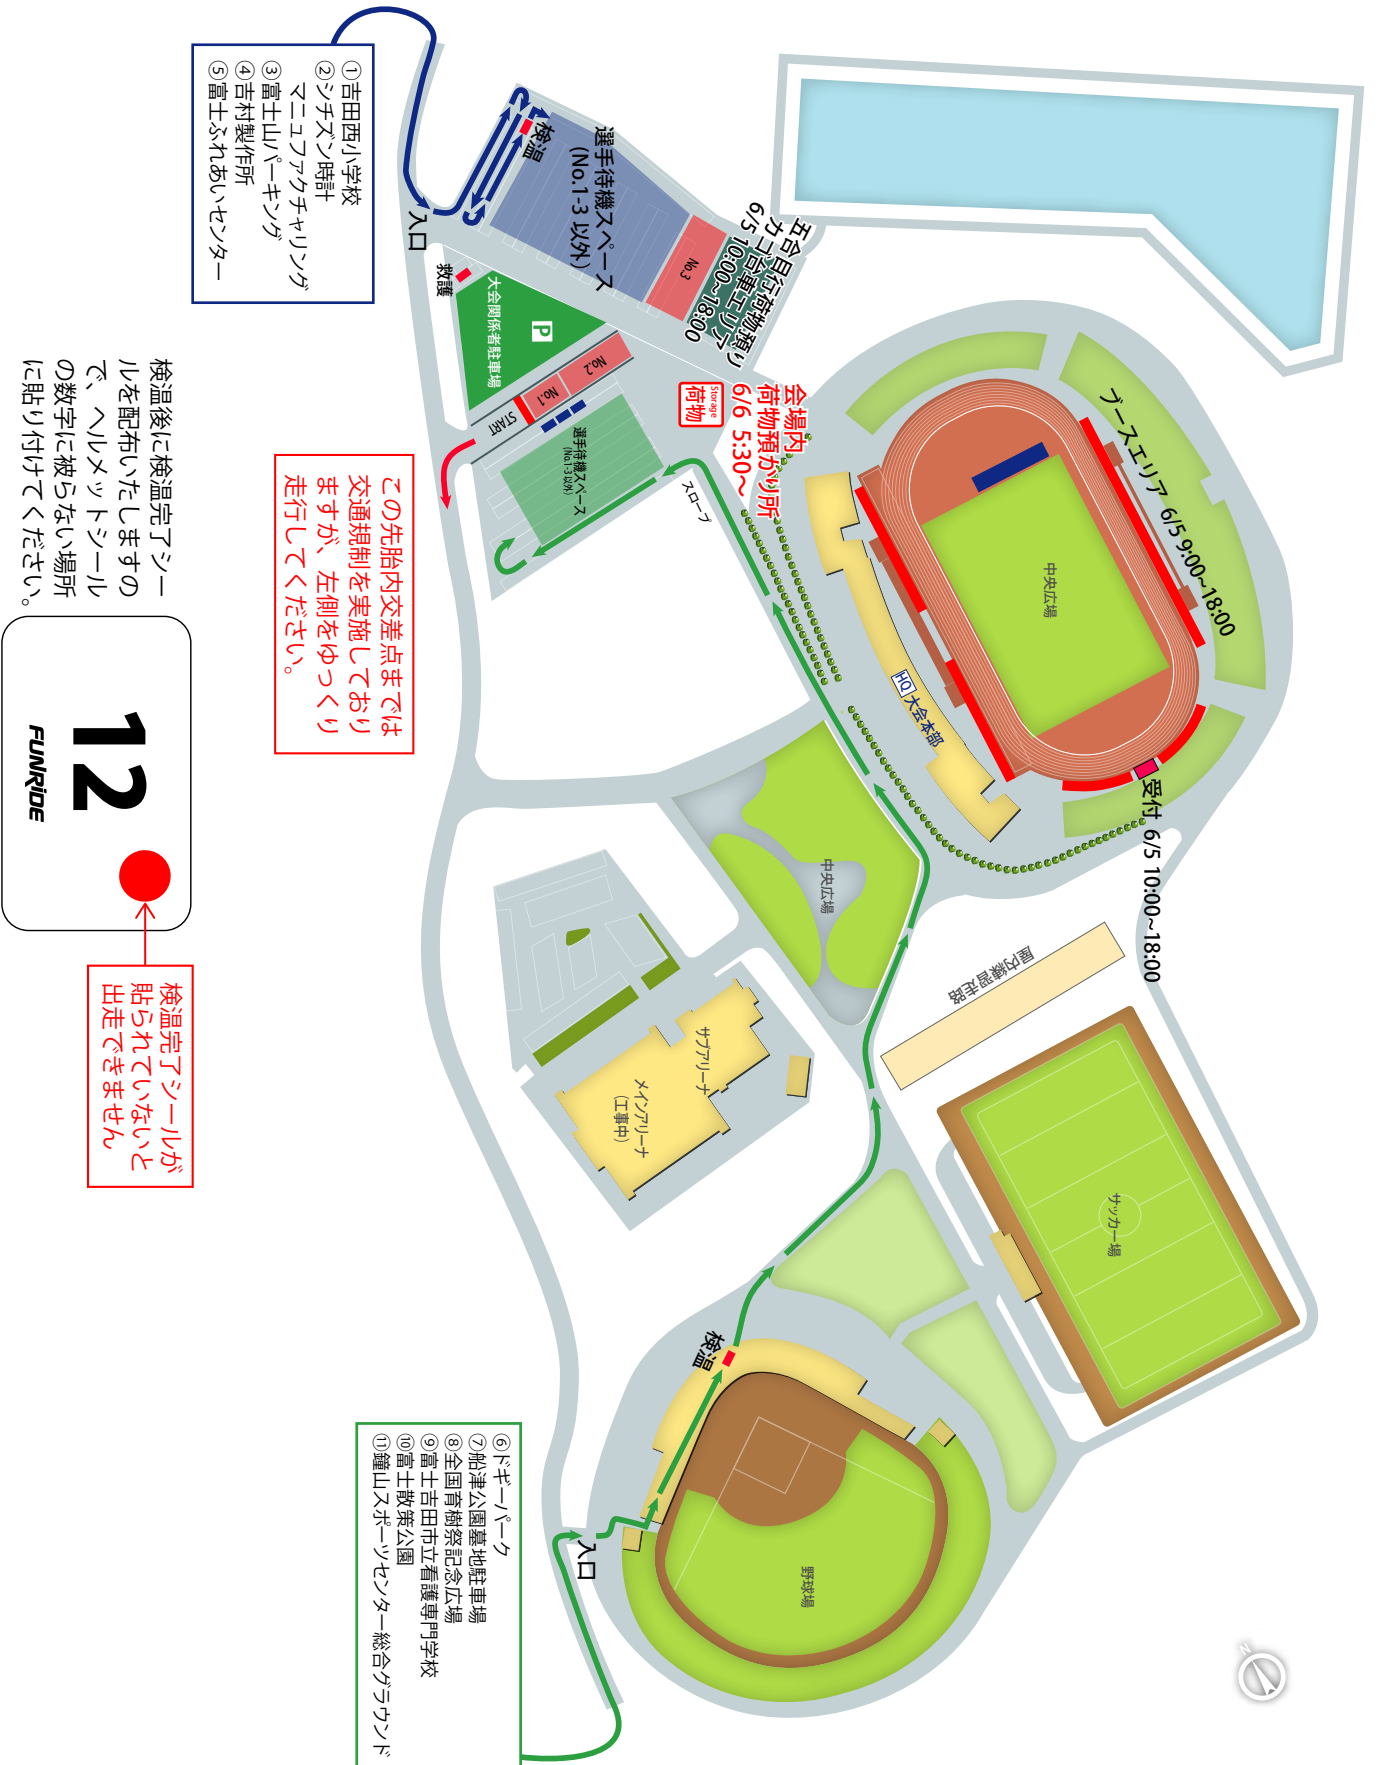 ①吉田西小学校
②シチズン時計
マニュファクチャリング
③富士山パーキング
④吉村製作所
⑤富士ふれあいセンター
入口
検温
選手待機スペース
(No.1-3 以外)
No.3
五合目行荷物預り
カゴ台車エリア
6/5 10:00~18:00
救護
P
大会関係者駐車場
No.2
No.1
START
選手待機スペース
(No.1-3 以外)
会場内
荷物預かり所
6/6 5:30~
Storage
荷物
スロープ
ブースエリア 6/5 9:00~18:00
中央広場
HQ 大会本部
受付 6/5 10:00~18:00
この先胎内交差点までは
交通規制を実施しており
ますが、左側をゆっくり
走行してください。
検温後に検温完了シー
ルを配布いたしますの
で、ヘルメットシール
の数字に被らない場所
に貼り付けてください。
12
FUNRiDE
検温完了シールが
貼られていないと
出走できません
中央広場
屋内練習走路
サブアリーナ
メインアリーナ
(工事中)
サッカー場
検温
野球場
入口
⑥ドギーパーク
⑦船津公園墓地駐車場
⑧全国育樹祭記念広場
⑨富士吉田市立看護専門学校
⑩富士散策公園
⑪鐘山スポーツセンター総合グラウンド
N